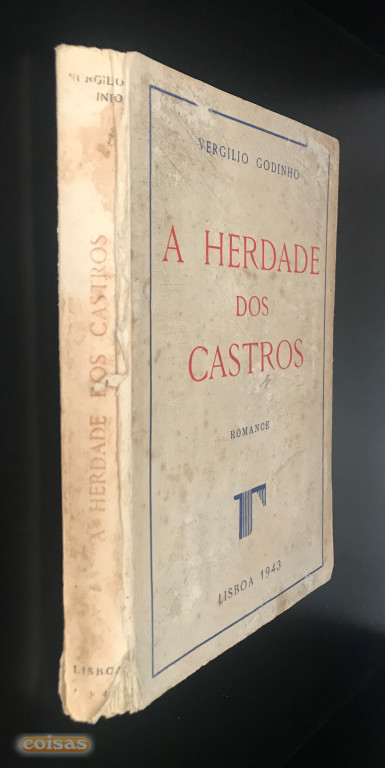 VERGILIO GODINHO
A HERDADE
DOS
CASTROS
ROMANCE
LISBOA 1943
A HERDADE DOS CASTROS
coisas